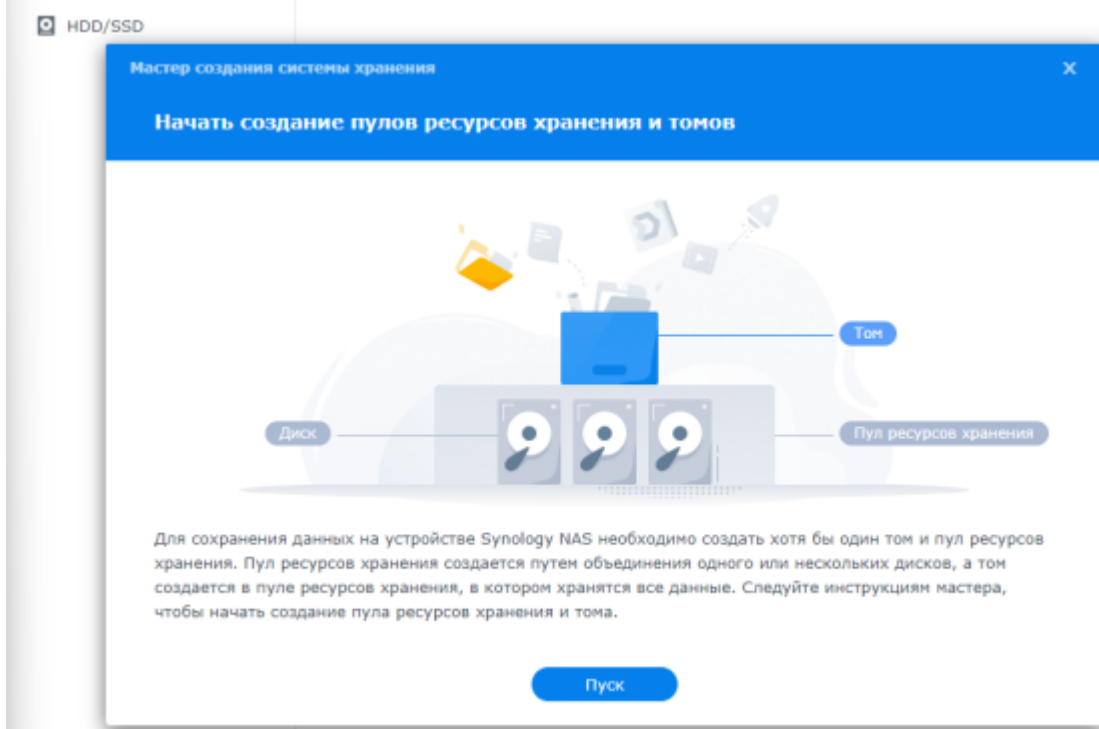 HDD/SSD
Мастер создания системы хранения
X
Начать создание пулов ресурсов хранения и томов
Том
Диск
Пул ресурсов хранения
Для сохранения данных на устройстве Synology NAS необходимо создать хотя бы один том и пул ресурсов
хранения. Пул ресурсов хранения создается путем объединения одного или нескольких дисков, а том
создается в пуле ресурсов хранения, в котором хранятся все данные. Следуйте инструкциям мастера,
чтобы начать создание пула ресурсов хранения и тома.
Пуск